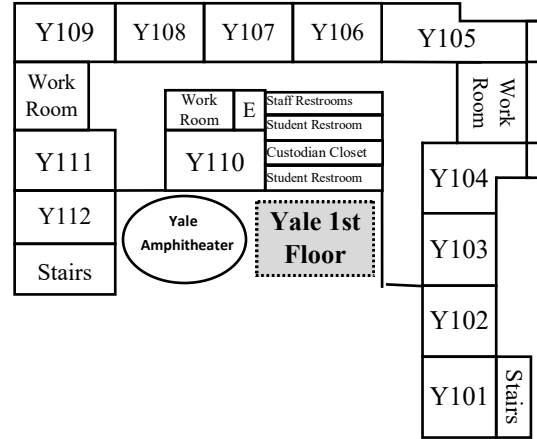 Y109
Y108
Y107
Y106
Y105
Work
Room
Work
Room
E
Staff Restrooms
Student Restroom
Custodian Closet
Student Restroom
Work
Room
Y111
Y110
Y104
Y112
Yale
Amphitheater
Yale 1st
Floor
Y103
Stairs
Y102
Y101
Stairs